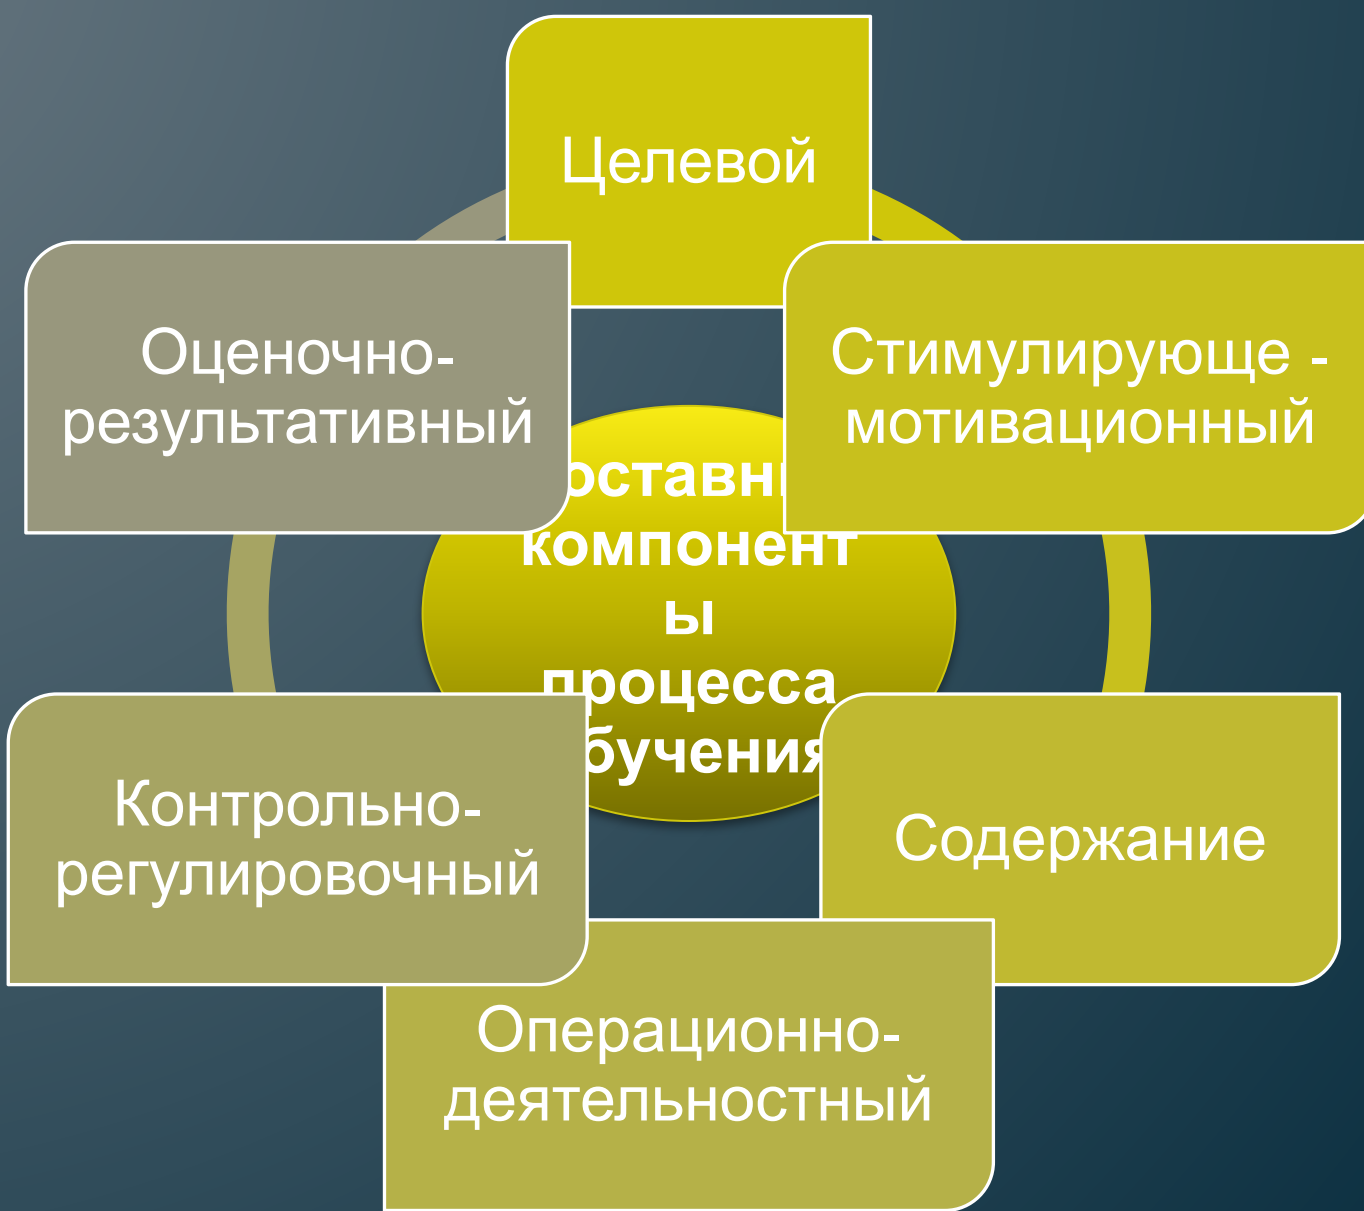 Целевой
Стимулирующе -
мотивационный
Содержание
Операционно-
деятельностный
Контрольно-
регулировочный
Оценочно-
результативный
компонент
ы
процесса